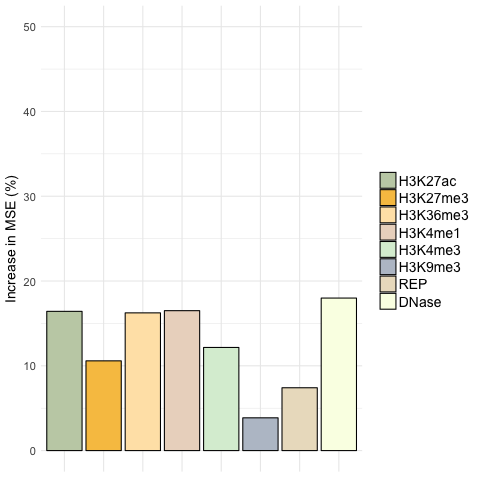 50
40
30
20
10
0
Increase in MSE (%)
H3K27ac
H3K27me3
H3K36me3
H3K4me1
H3K4me3
H3K9me3
REP
DNase